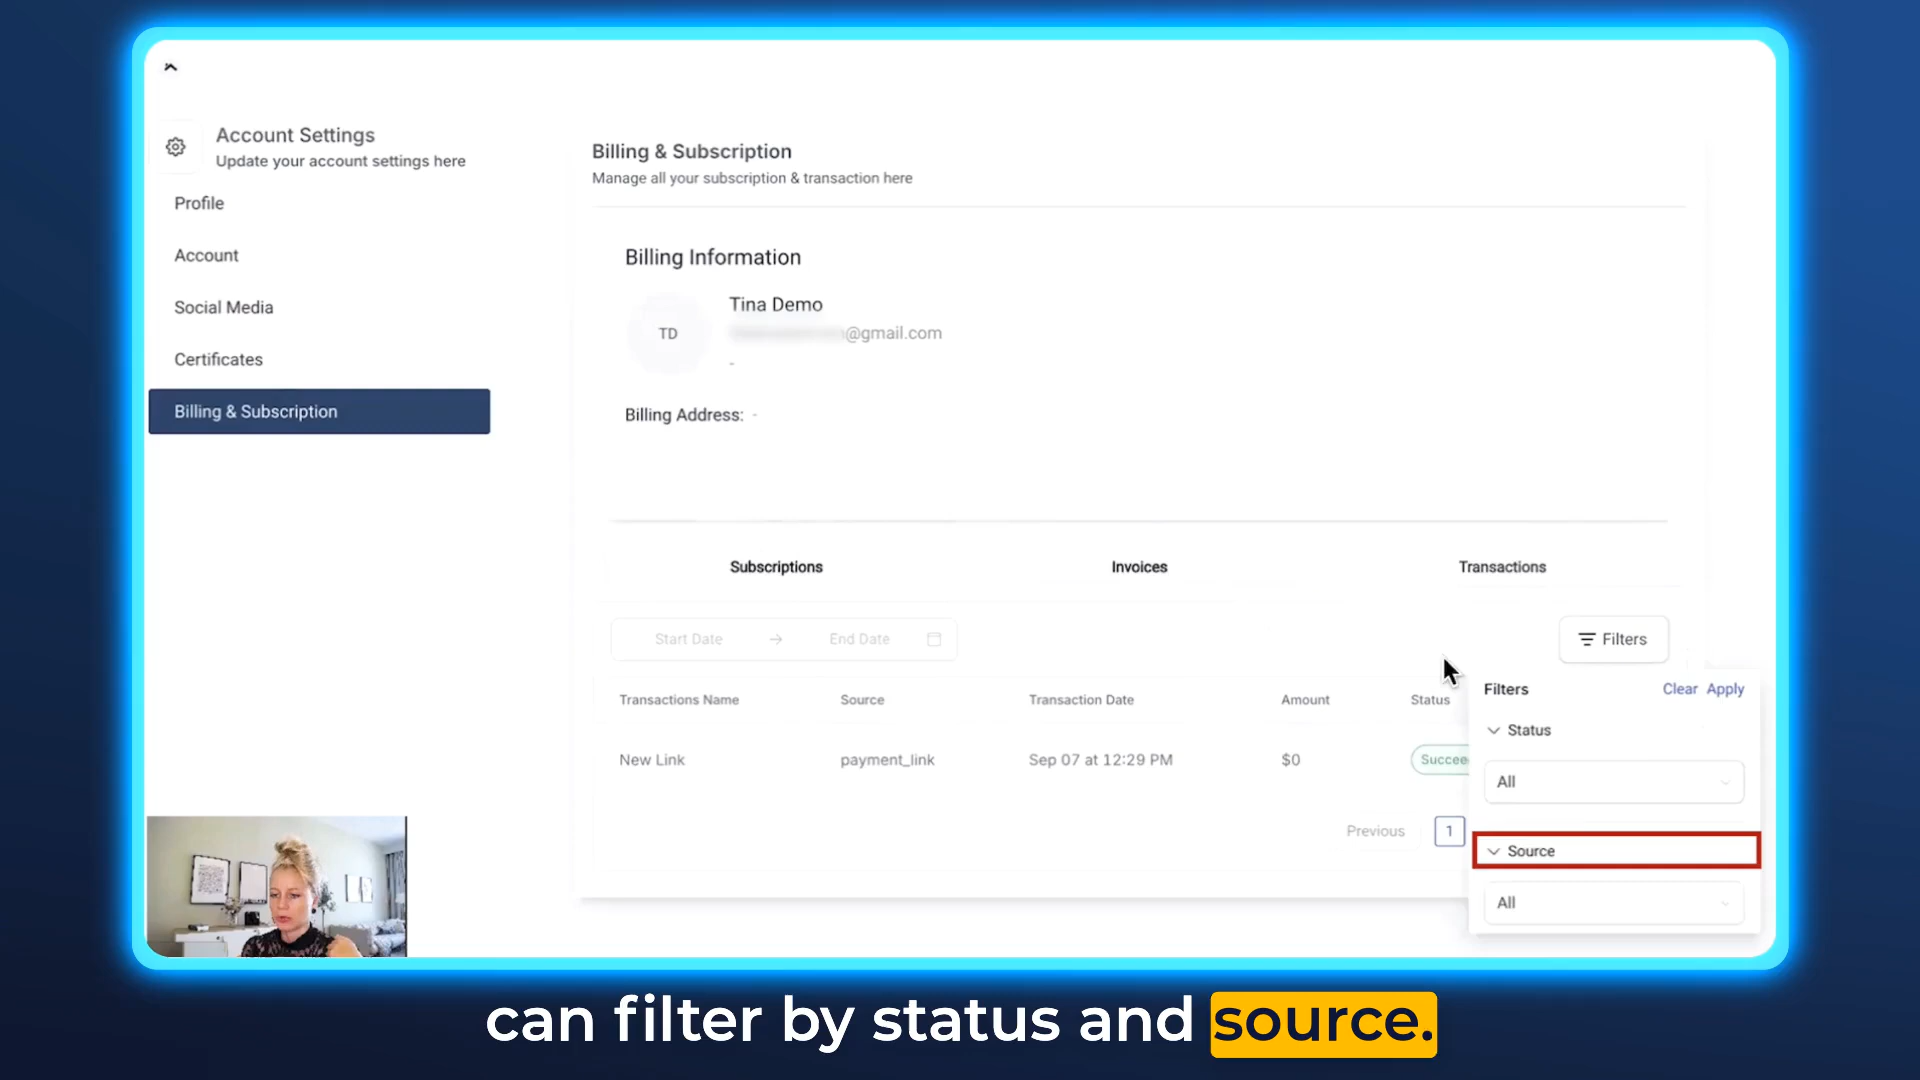 Account Settings
Update your account settings here
Profile
Account
Social Media
Certificates
Billing & Subscription
Billing & Subscription
Manage all your subscription & transaction here
Billing Information
TD
Tina Demo
@gmail.com
-
Billing Address: -
Subscriptions Invoices Transactions
Start Date → End Date
Filters
Transactions Name Source Transaction Date Amount Status
New Link payment_link Sep 07 at 12:29 PM $0 Succee
Previous 1
Filters Clear Apply
Status
All
Source
All
can filter by status and source.